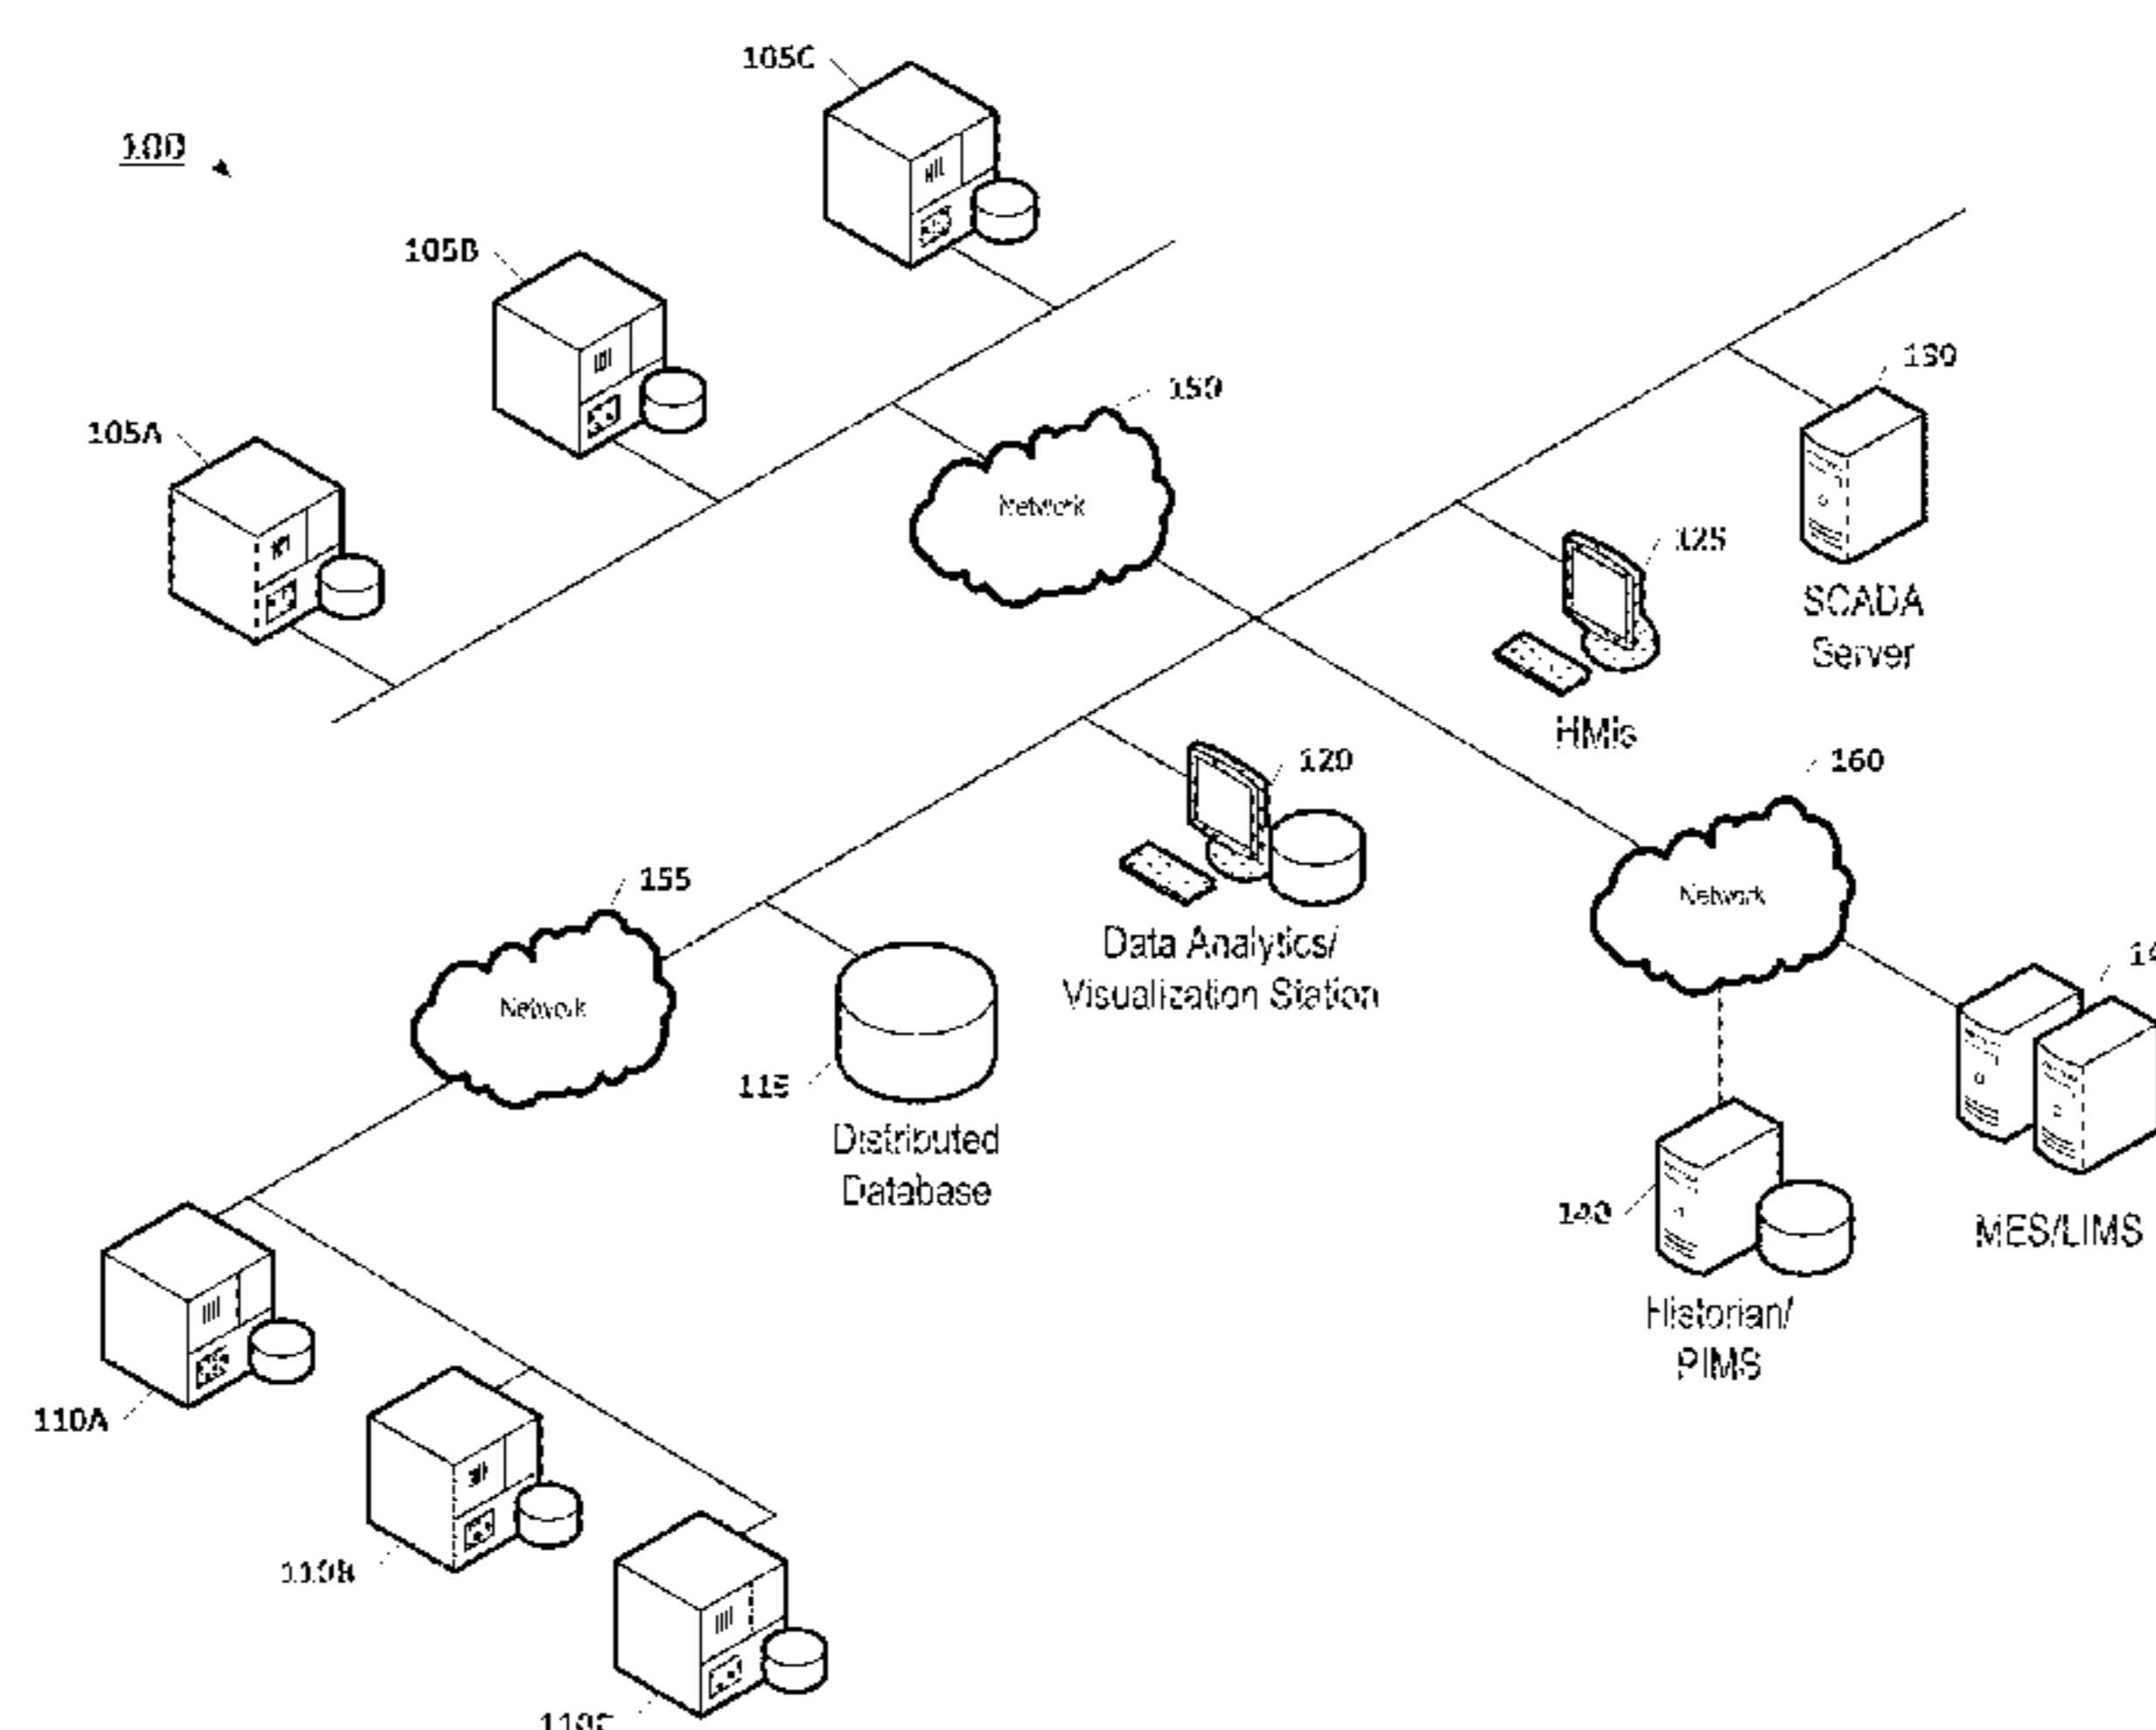 105C
100
105B
150
130
105A
Network
125
SCADA
Server
HMIs
120
160
155
Network
Data Analytics/
Visualization Station
Network
115
Distributed
Database
140
MES/LIMS
Historian/
PIMS
110A
110B
110C